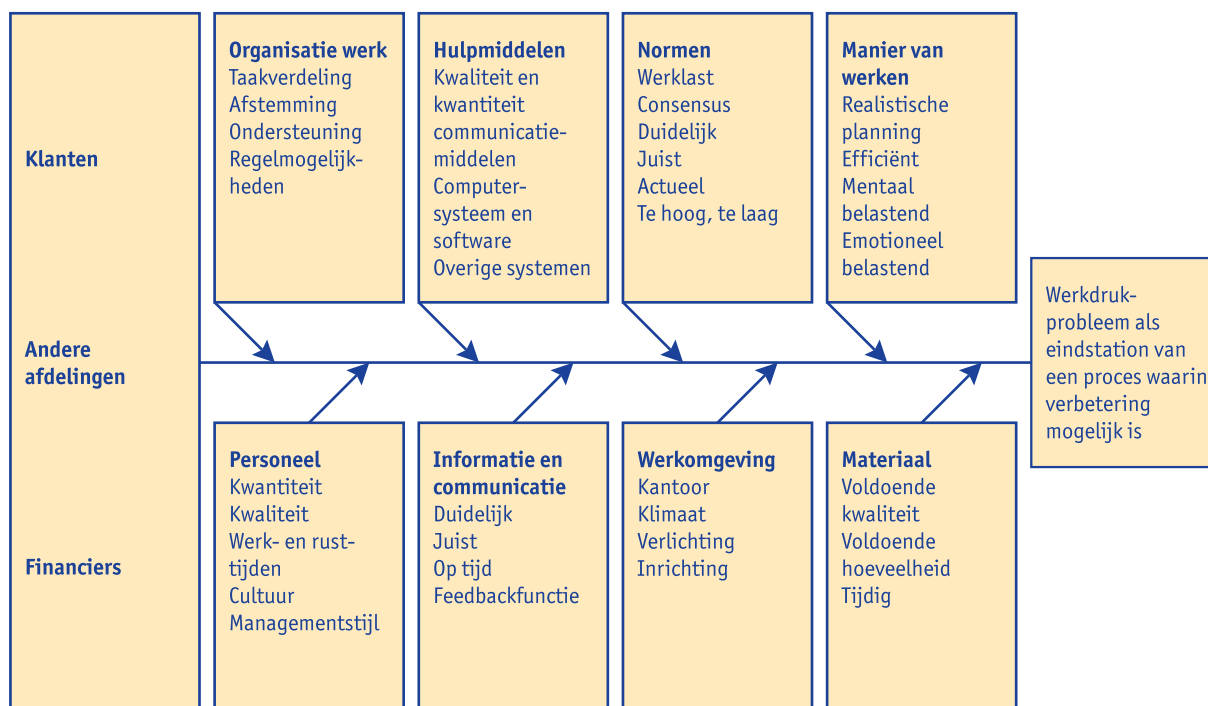 Klanten
Andere
afdelingen
Financiers
Organisatie werk
Taakverdeling
Afstemming
Ondersteuning
Regelmogelijk-
heden
Hulpmiddelen
Kwaliteit en
kwantiteit
communicatie-
middelen
Computer-
systeem en
software
Overige systemen
Normen
Werklast
Consensus
Duidelijk
Juist
Actueel
Te hoog, te laag
Manier van
werken
Realistische
planning
Efficiënt
Mentaal
belastend
Emotioneel
belastend
Personeel
Kwantiteit
Kwaliteit
Werk- en rust-
tijden
Cultuur
Managementstijl
Informatie en
communicatie
Duidelijk
Juist
Op tijd
Feedbackfunctie
Werkomgeving
Kantoor
Klimaat
Verlichting
Inrichting
Materiaal
Voldoende
kwaliteit
Voldoende
hoeveelheid
Tijdig
Werkdruk-
probleem als
eindstation van
een proces waarin
verbetering
mogelijk is